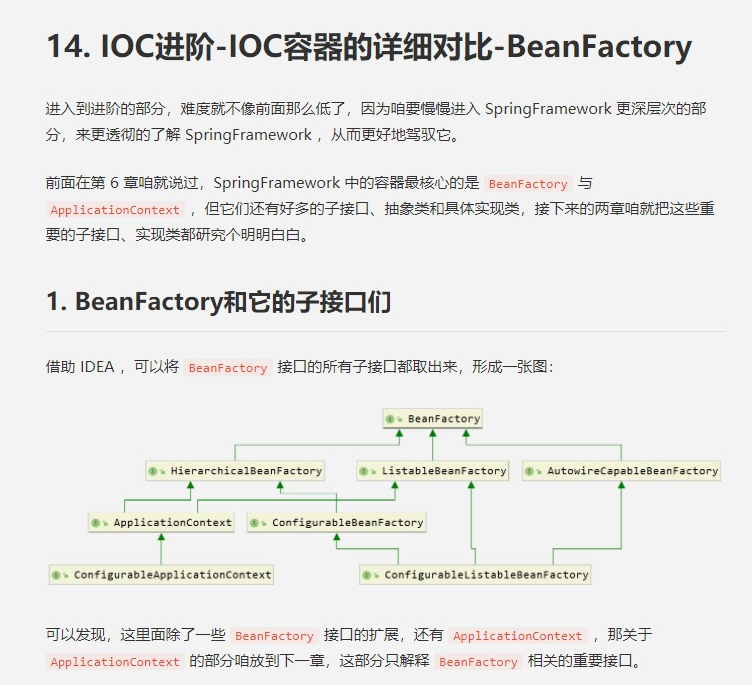 14. IOC进阶-IOC容器的详细对比-BeanFactory
进入到进阶的部分，难度就不像前面那么低了，因为咱要慢慢进入 SpringFramework 更深层次的部
分，来更透彻的了解 SpringFramework ，从而更好地驾驭它。
前面在第 6 章咱就说过，SpringFramework 中的容器最核心的是 BeanFactory 与
ApplicationContext ，但它们还有好多的子接口、抽象类和具体实现类，接下来的两章咱就把这些重
要的子接口、实现类都研究个明明白白。
1. BeanFactory和它的子接口们
借助 IDEA ，可以将 BeanFactory 接口的所有子接口都取出来，形成一张图：
BeanFactory
HierarchicalBeanFactory
ListableBeanFactory
AutowireCapableBeanFactory
ApplicationContext
ConfigurableBeanFactory
ConfigurableApplicationContext
ConfigurableListableBeanFactory
可以发现，这里面除了一些 BeanFactory 接口的扩展，还有 ApplicationContext ，那关于
ApplicationContext 的部分咱放到下一章，这部分只解释 BeanFactory 相关的重要接口。